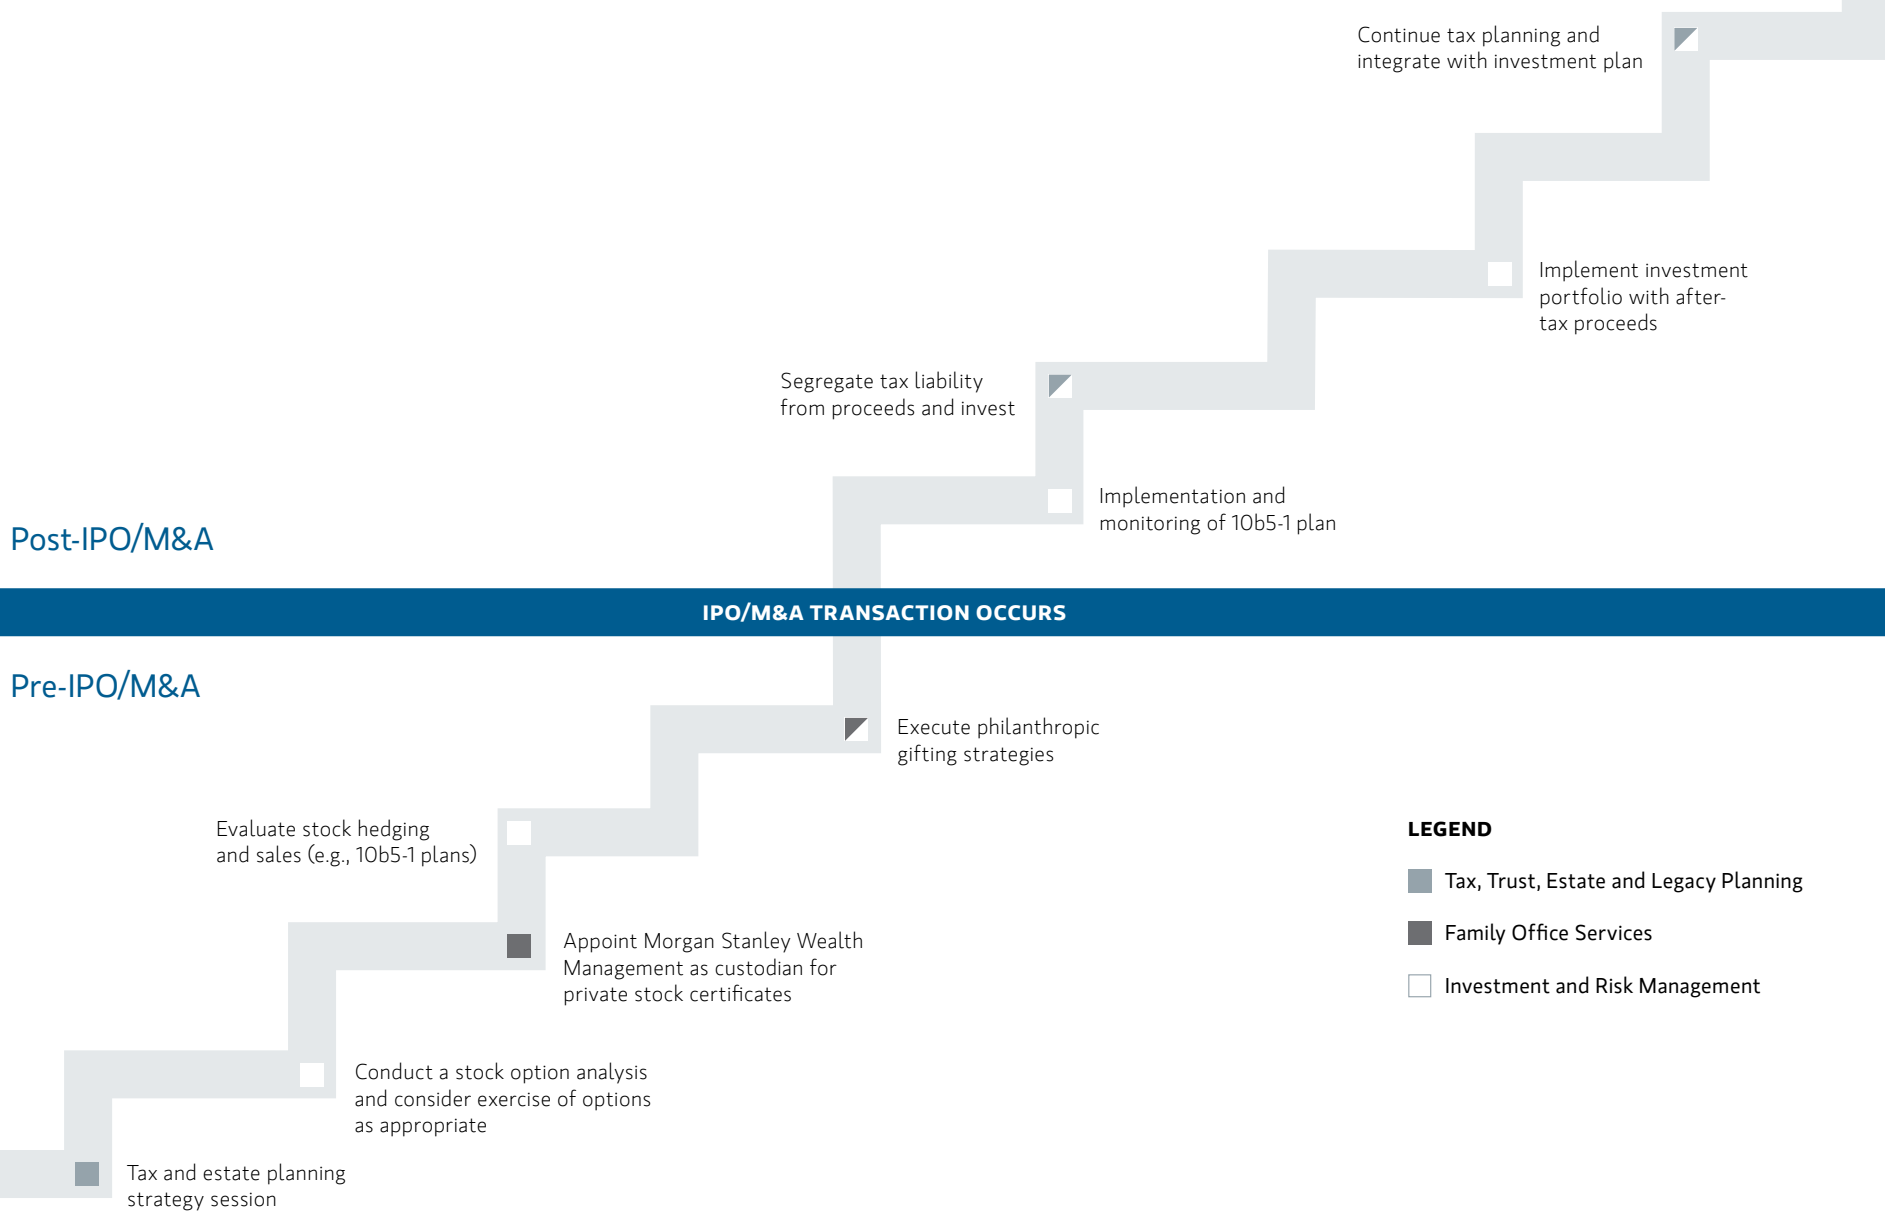 Continue tax planning and
integrate with investment plan
Implement investment
portfolio with after-
tax proceeds
Segregate tax liability
from proceeds and invest
Implementation and
monitoring of 10b5-1 plan
Post-IPO/M&A
IPO/M&A TRANSACTION OCCURS
Pre-IPO/M&A
Execute philanthropic
gifting strategies
Evaluate stock hedging
and sales (e.g., 10b5-1 plans)
Appoint Morgan Stanley Wealth
Management as custodian for
private stock certificates
Conduct a stock option analysis
and consider exercise of options
as appropriate
Tax and estate planning
strategy session
LEGEND
Tax, Trust, Estate and Legacy Planning
Family Office Services
Investment and Risk Management